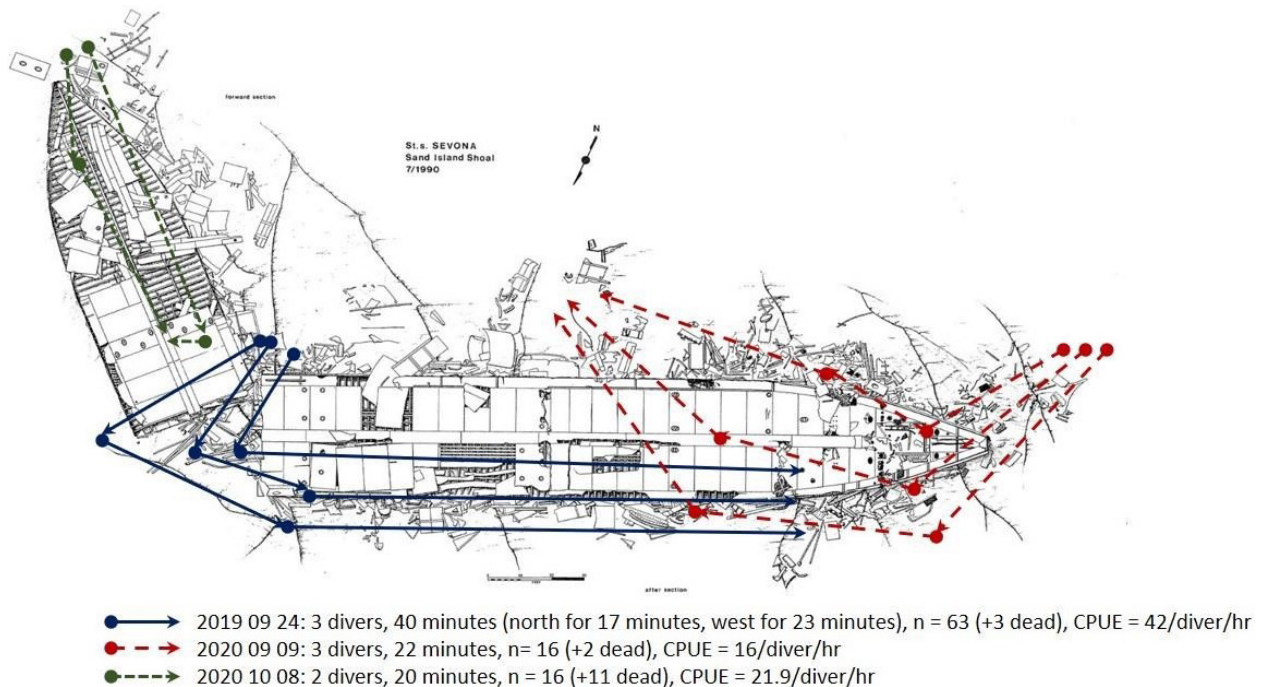 forward section
N
St.s. SEVONA
Sand Island Shoal
7/1990
after section
2019 09 24: 3 divers, 40 minutes (north for 17 minutes, west for 23 minutes), n = 63 (+3 dead), CPUE = 42/diver/hr
2020 09 09: 3 divers, 22 minutes, n= 16 (+2 dead), CPUE = 16/diver/hr
2020 10 08: 2 divers, 20 minutes, n = 16 (+11 dead), CPUE = 21.9/diver/hr